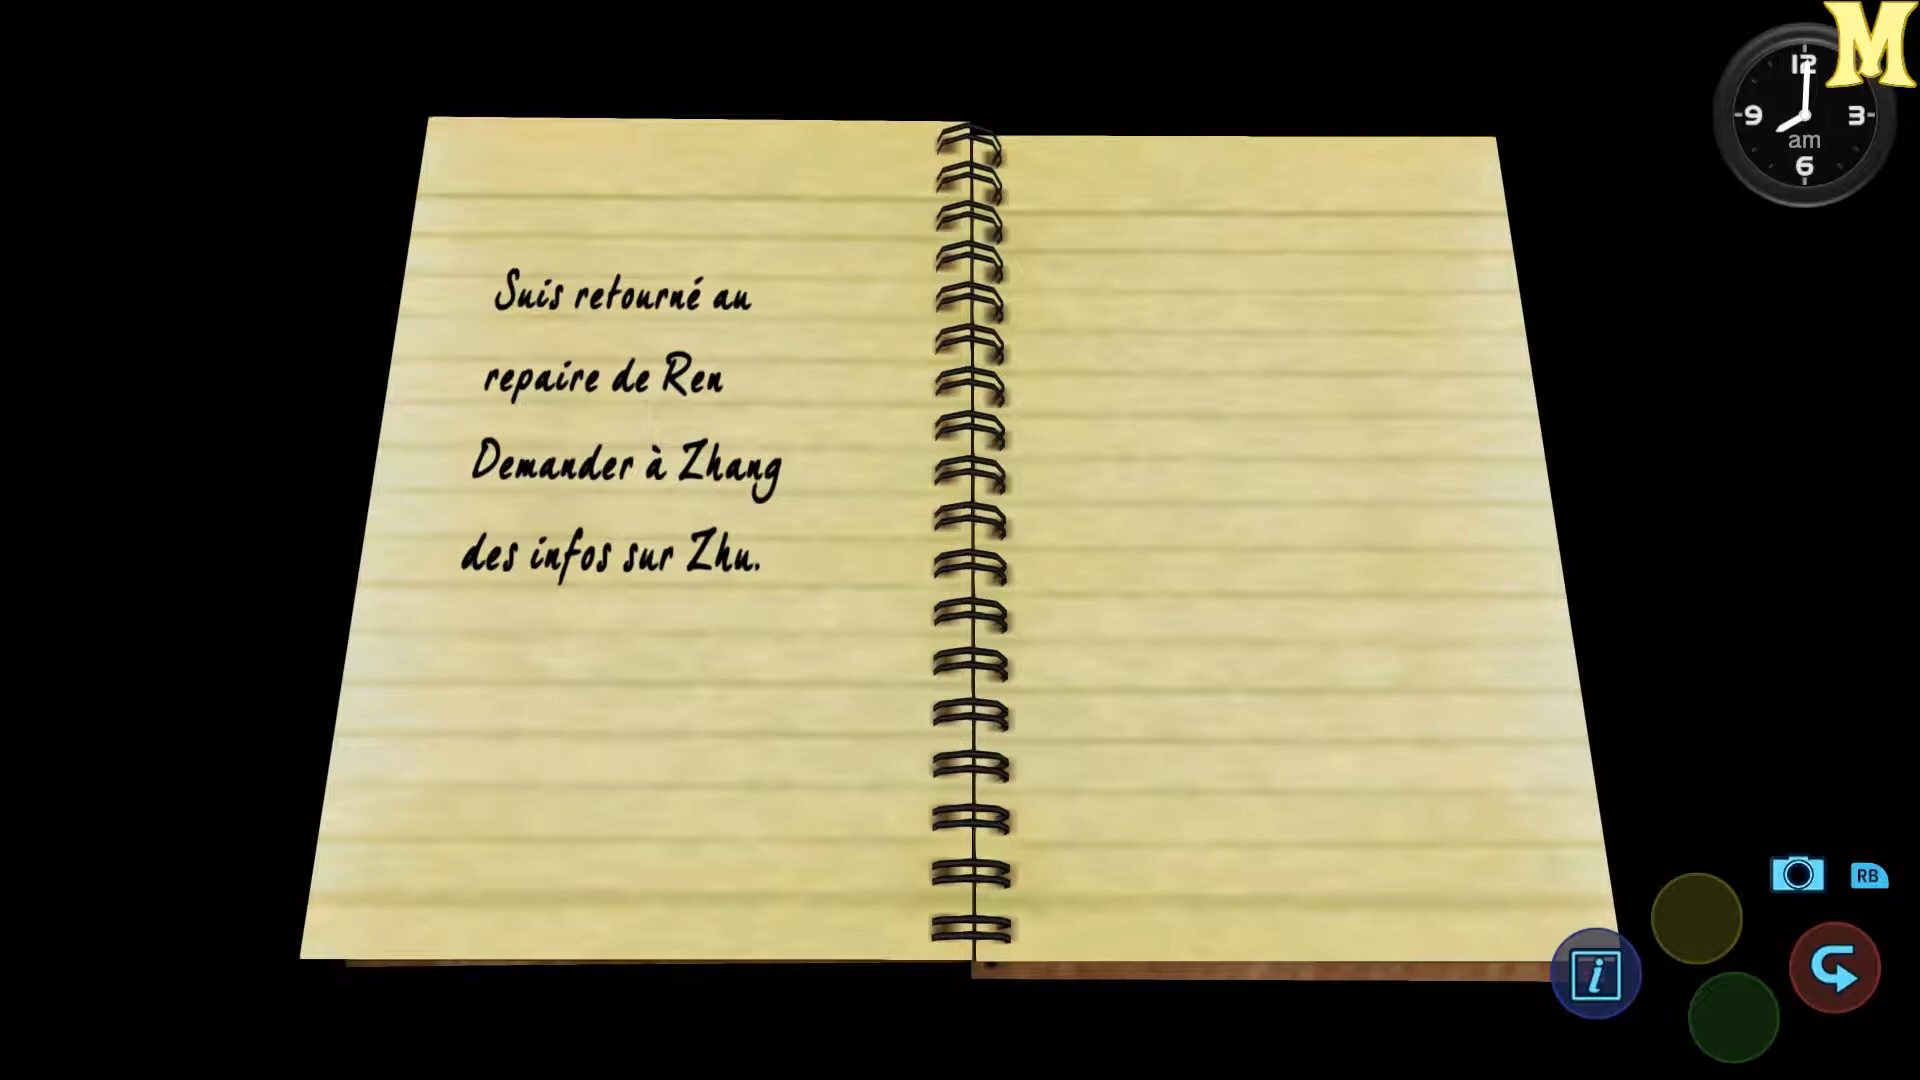 Suis retourné au
repaire de Ren
Demander à Zhang
des infos sur Zhu.
M
12
9
3
am
6
RB
i